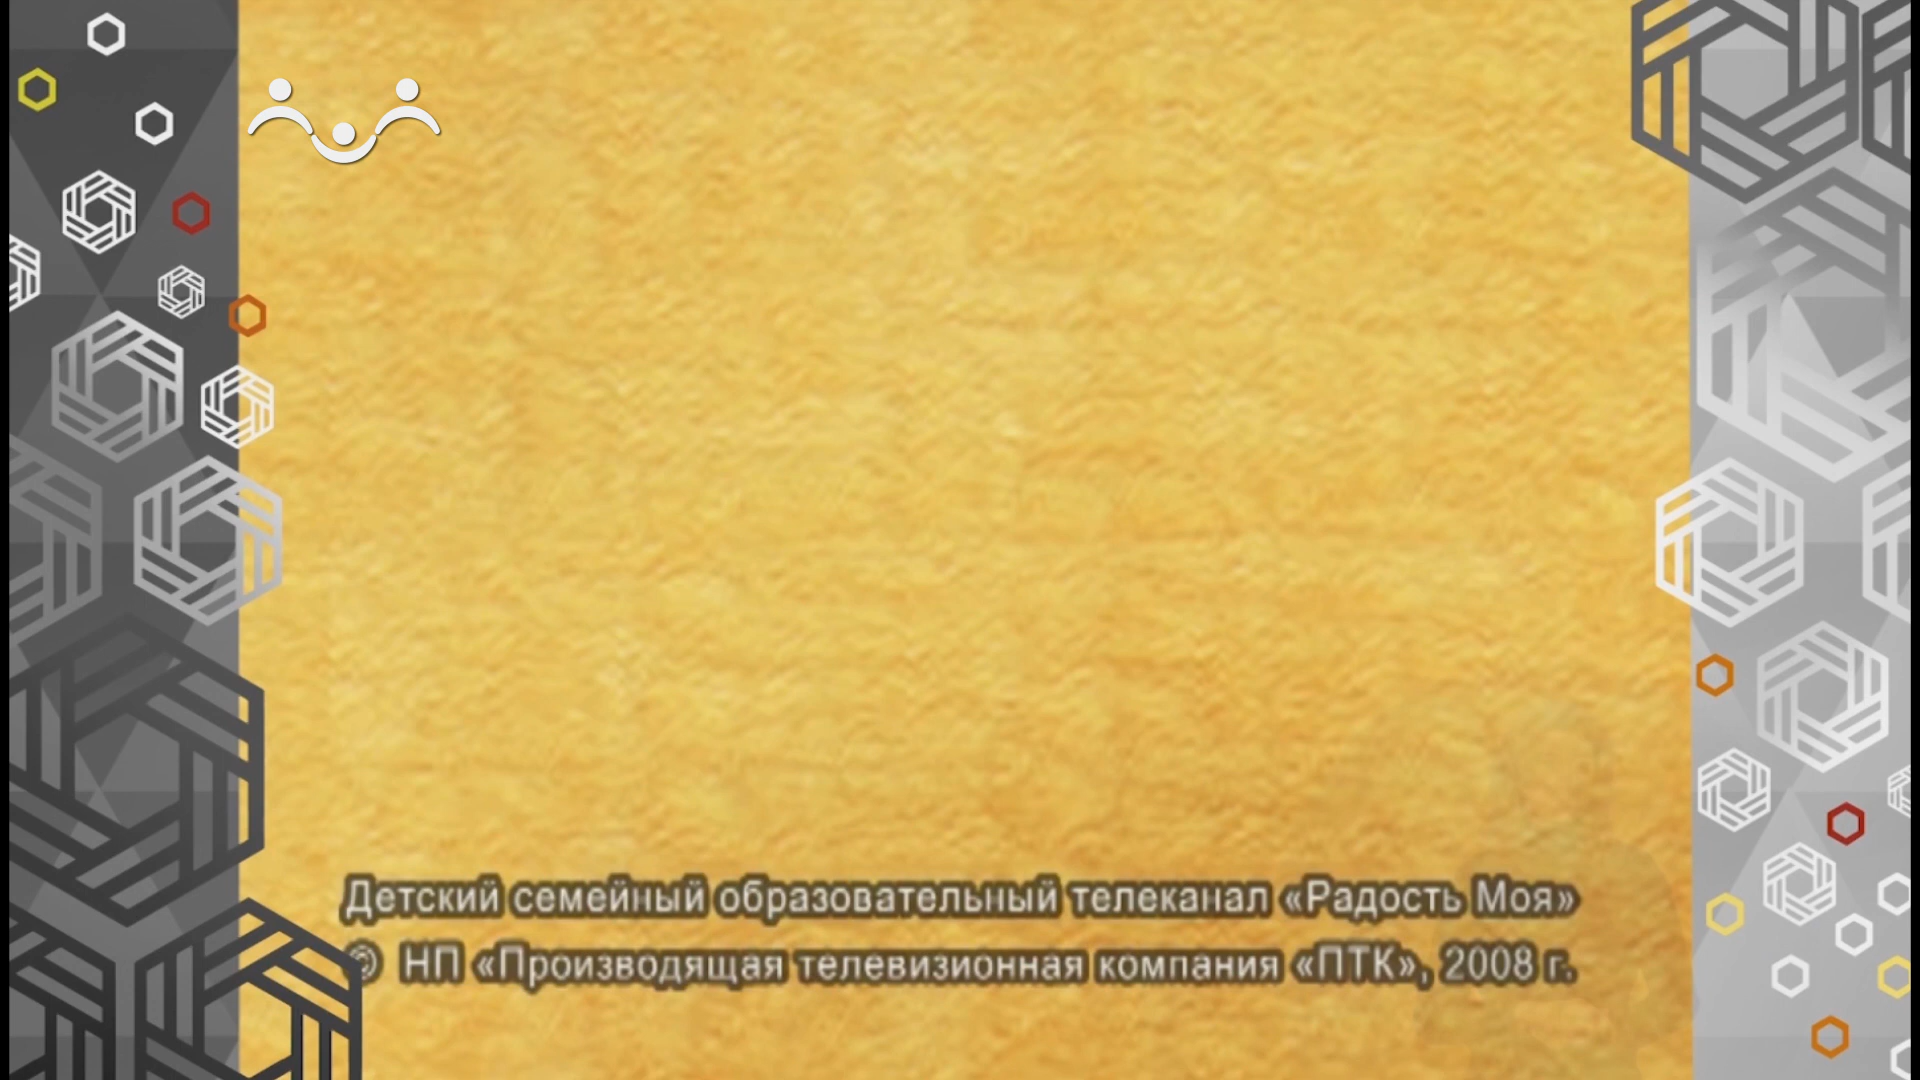 Детский семейный образовательный телеканал «Радость Моя»
© НП «Производящая телевизионная компания «ПТК», 2008 г.